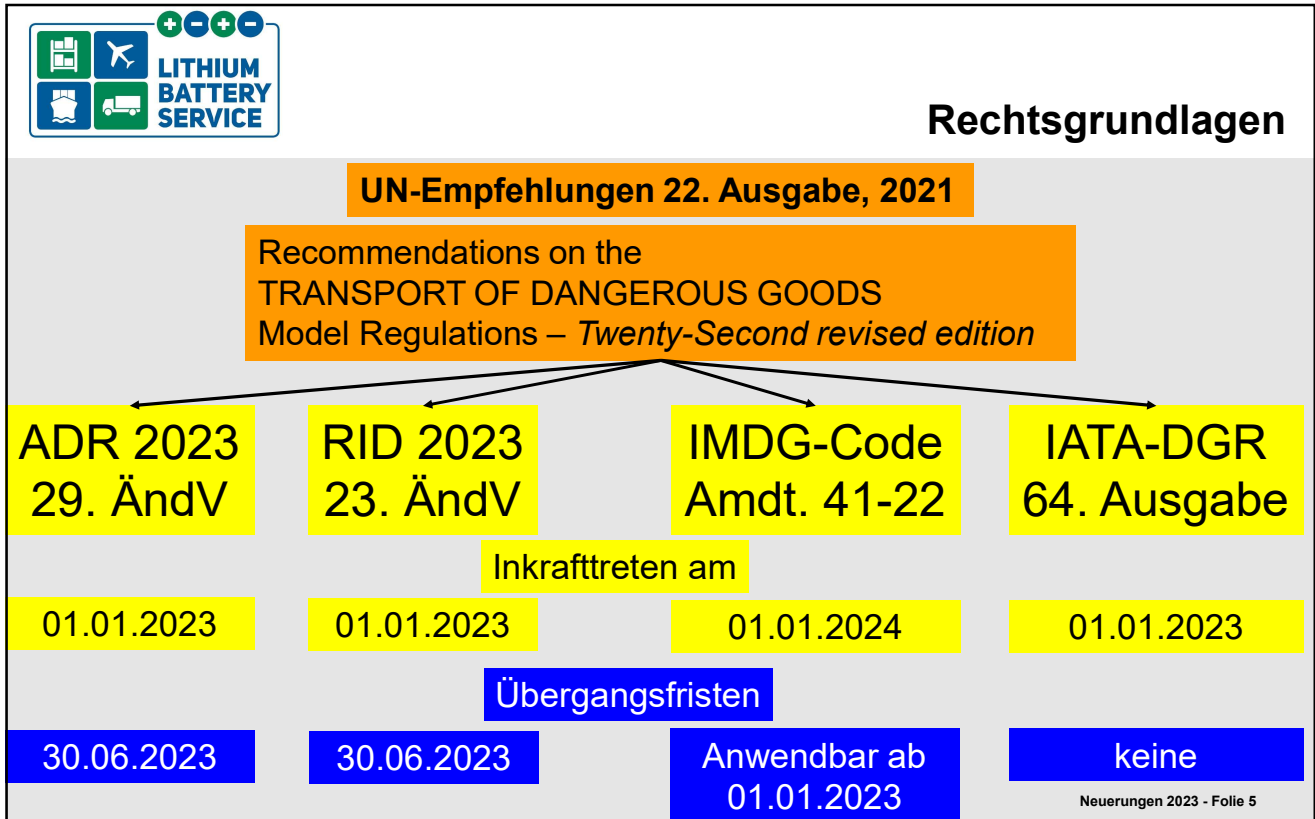 LITHIUM
BATTERY
SERVICE
Rechtsgrundlagen
UN-Empfehlungen 22. Ausgabe, 2021
Recommendations on the
TRANSPORT OF DANGEROUS GOODS
Model Regulations – Twenty-Second revised edition
ADR 2023
29. ÄndV
RID 2023
23. ÄndV
IMDG-Code
Amdt. 41-22
IATA-DGR
64. Ausgabe
Inkrafttreten am
01.01.2023
01.01.2023
01.01.2024
01.01.2023
Übergangsfristen
30.06.2023
30.06.2023
Anwendbar ab
01.01.2023
keine
Neuerungen 2023 - Folie 5